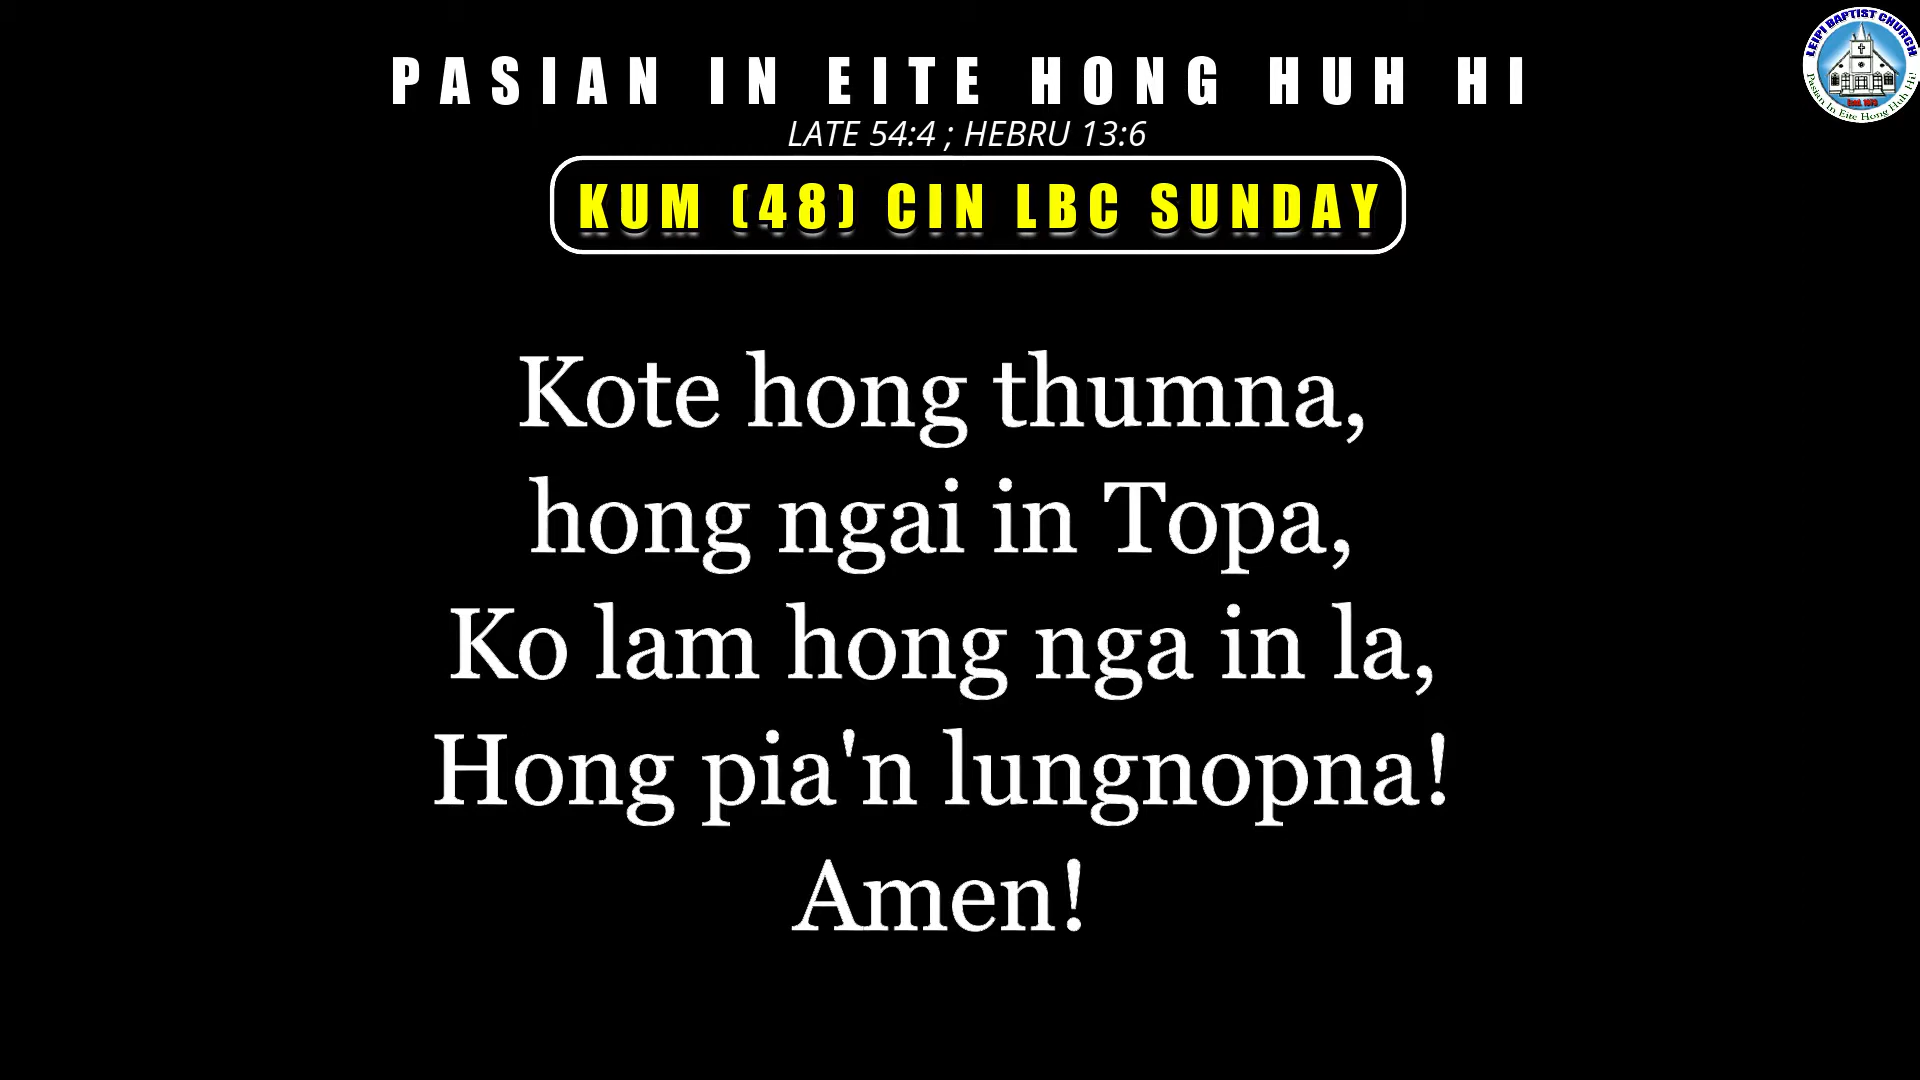 PASIAN IN EITE HONG HUH HI
LATE 54:4 ; HEBRU 13:6
KUM (48) CIN LBC SUNDAY
Kote hong thumna,
hong ngai in Topa,
Ko lam hong nga in la,
Hong pia'n lungnopna!
Amen!
LEIPI BAPTIST CHURCH
Pasian In Eite Hong Huh Hi!